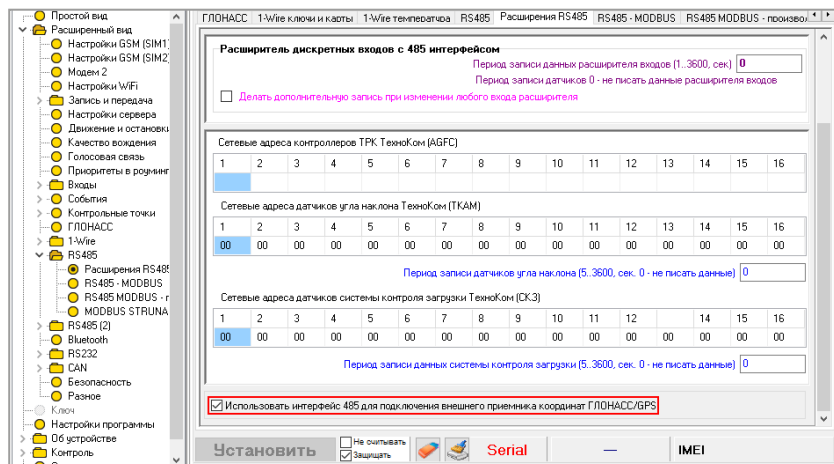 Простой вид
Расширенный вид
Настройки GSM (SIM1)
Настройки GSM (SIM2)
Модем 2
Настройки WiFi
Запись и передача
Настройки сервера
Движение и остановки
Качество вождения
Голосовая связь
Приоритеты в роуминг
Входы
События
Контрольные точки
ГЛОНАСС
1-Wire
RS485
Расширения RS485
RS485 - MODBUS
RS485 MODBUS - п
MODBUS STRUNA
RS485 (2)
Bluetooth
RS232
CAN
Безопасность
Разное
Ключ
Настройки программы
Об устройстве
Контроль
ГЛОНАСС 1-Wire ключи и карты 1-Wire температура RS485 Расширения RS485 RS485 - MODBUS RS485 MODBUS - произво
Расширитель дискретных входов с 485 интерфейсом
Период записи данных расширителя входов (1..3600, сек) 0
Период записи датчиков 0 - не писать данные расширителя входов
Делать дополнительную запись при изменении любого входа расширителя
Сетевые адреса контроллеров ТРК ТехноКом (AGFC)
1 2 3 4 5 6 7 8 9 10 11 12 13 14 15 16
Сетевые адреса датчиков угла наклона ТехноКом (TKAM)
1 2 3 4 5 6 7 8 9 10 11 12 13 14 15 16
00 00 00 00 00 00 00 00 00 00 00 00 00 00 00 00
Период записи датчиков угла наклона (5..3600, сек. 0 - не писать данные) 0
Сетевые адреса датчиков системы контроля загрузки ТехноКом (СКЗ)
1 2 3 4 5 6 7 8 9 10 11 12 14 15 16
00 00 00 00 00 00 00 00 00 00 00 00 00 00 00 00
Период записи данных системы контроля загрузки (5..3600, сек. 0 - не писать данные) 0
Использовать интерфейс 485 для подключения внешнего приемника координат ГЛОНАСС/GPS
Установить
Не считывать
Защищать
Serial
—
IMEI